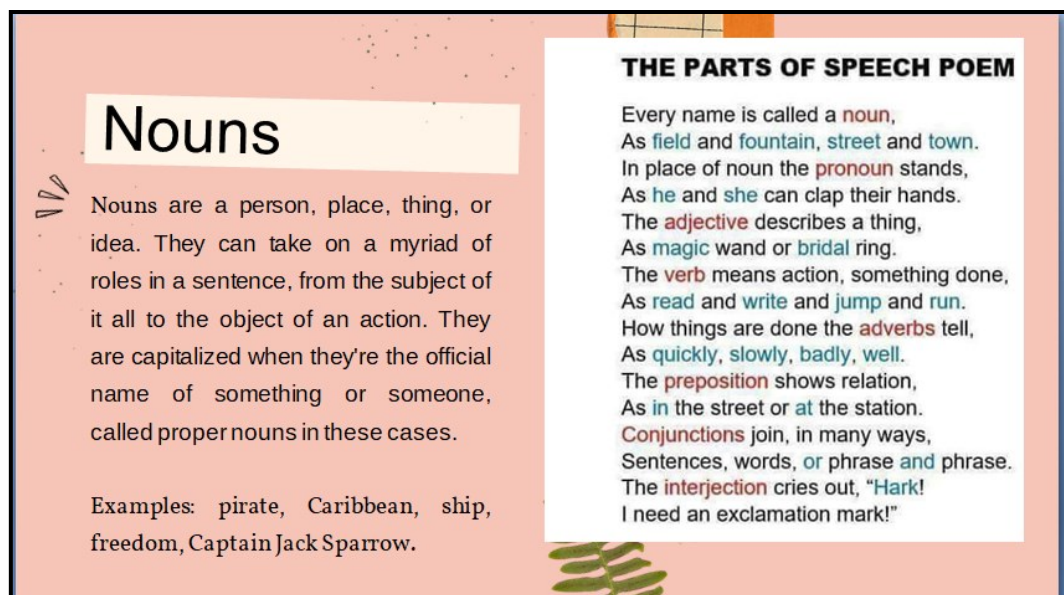 Nouns
Nouns are a person, place, thing, or
idea. They can take on a myriad of
roles in a sentence, from the subject of
it all to the object of an action. They
are capitalized when they're the official
name of something or someone,
called proper nouns in these cases.
Examples: pirate, Caribbean, ship,
freedom, Captain Jack Sparrow.
THE PARTS OF SPEECH POEM
Every name is called a noun,
As field and fountain, street and town.
In place of noun the pronoun stands,
As he and she can clap their hands.
The adjective describes a thing,
As magic wand or bridal ring.
The verb means action, something done,
As read and write and jump and run.
How things are done the adverbs tell,
As quickly, slowly, badly, well.
The preposition shows relation,
As in the street or at the station.
Conjunctions join, in many ways,
Sentences, words, or phrase and phrase.
The interjection cries out, “Hark!
I need an exclamation mark!”